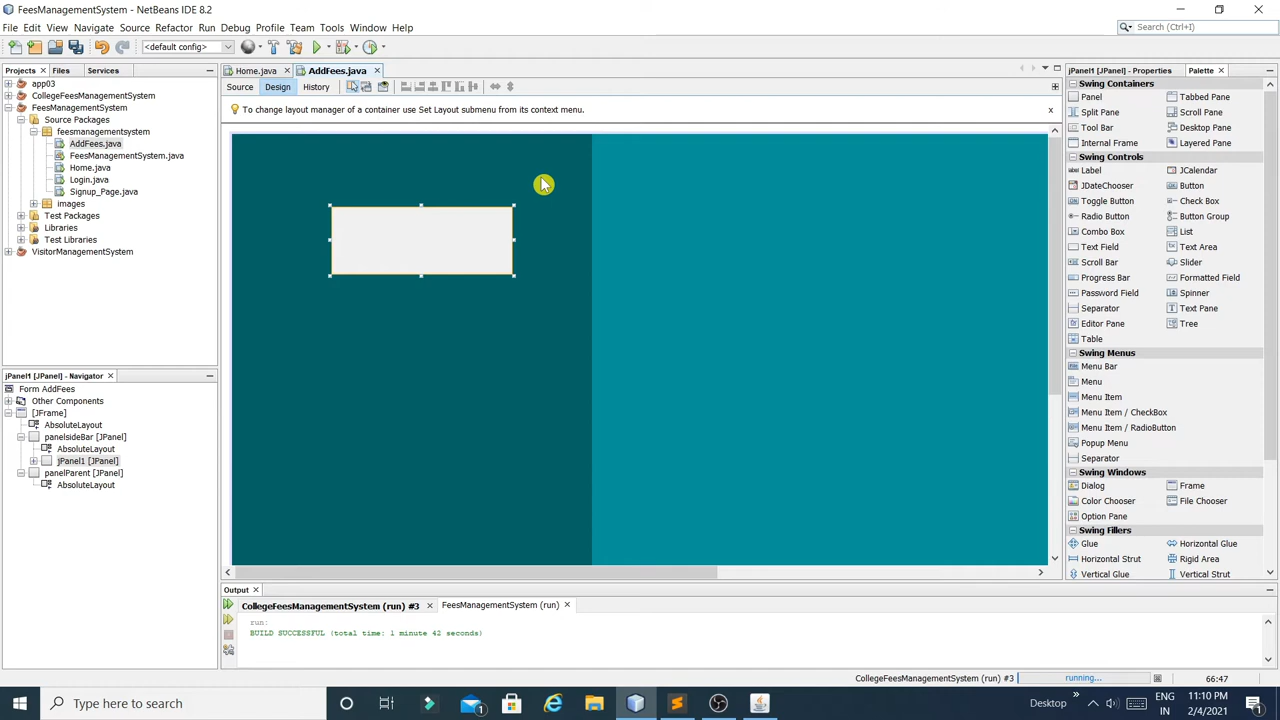 FeesManagementSystem - NetBeans IDE 8.2
File Edit View Navigate Source Refactor Run Debug Profile Team Tools Window Help
Search (Ctrl+I)
<default config>
Projects Files Services
app03
CollegeFeesManagementSystem
FeesManagementSystem
Source Packages
feesmanagementsystem
AddFees.java
FeesManagementSystem.java
Home.java
Login.java
Signup_Page.java
images
Test Packages
Libraries
Test Libraries
VisitorManagementSystem
jPanel1 [JPanel] - Navigator
Form AddFees
Other Components
[JFrame]
AbsoluteLayout
panelsideBar [JPanel]
AbsoluteLayout
jPanel1 [JPanel]
panelParent [JPanel]
AbsoluteLayout
Home.java AddFees.java
Source Design History
To change layout manager of a container use Set Layout submenu from its context menu.
Output
CollegeFeesManagementSystem (run) #3 FeesManagementSystem (run)
run:
BUILD SUCCESSFUL (total time: 1 minute 42 seconds)
jPanel1 [JPanel] - Properties Palette
Swing Containers
Panel Tabbed Pane
Split Pane Scroll Pane
Tool Bar Desktop Pane
Internal Frame Layered Pane
Swing Controls
Label JCalendar
JDateChooser Button
Toggle Button Check Box
Radio Button Button Group
Combo Box List
Text Field Text Area
Scroll Bar Slider
Progress Bar Formatted Field
Password Field Spinner
Separator Text Pane
Editor Pane Tree
Table
Swing Menus
Menu Bar
Menu
Menu Item
Menu Item / CheckBox
Menu Item / RadioButton
Popup Menu
Separator
Swing Windows
Dialog Frame
Color Chooser File Chooser
Option Pane
Swing Fillers
Glue Horizontal Glue
Horizontal Strut Rigid Area
Vertical Glue Vertical Strut
CollegeFeesManagementSystem (run) #3 running... 66:47
Type here to search
1
Desktop
ENG
IN
11:10 PM
2/4/2021
1